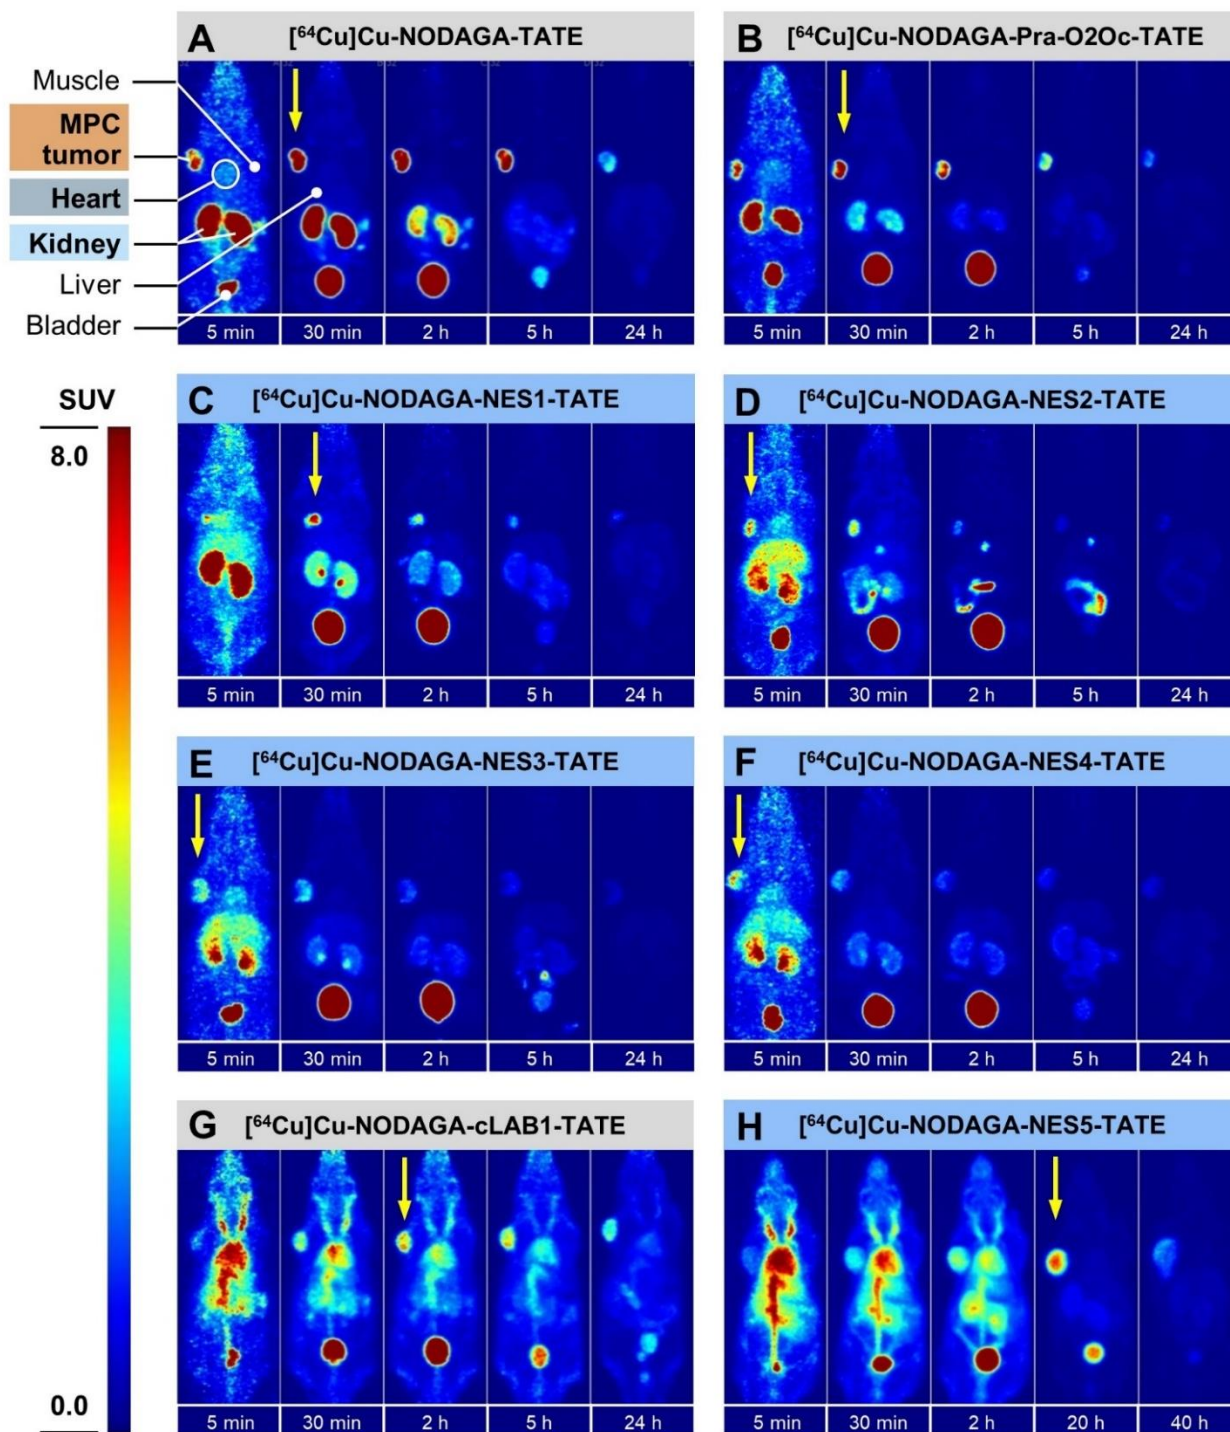 A [⁶⁴Cu]Cu-NODAGA-TATE
Muscle
MPC
tumor
Heart
Kidney
Liver
Bladder
5 min 30 min 2 h 5 h 24 h
B [⁶⁴Cu]Cu-NODAGA-Pra-O2Oc-TATE
5 min 30 min 2 h 5 h 24 h
SUV
8.0
0.0
C [⁶⁴Cu]Cu-NODAGA-NES1-TATE
5 min 30 min 2 h 5 h 24 h
D [⁶⁴Cu]Cu-NODAGA-NES2-TATE
5 min 30 min 2 h 5 h 24 h
E [⁶⁴Cu]Cu-NODAGA-NES3-TATE
5 min 30 min 2 h 5 h 24 h
F [⁶⁴Cu]Cu-NODAGA-NES4-TATE
5 min 30 min 2 h 5 h 24 h
G [⁶⁴Cu]Cu-NODAGA-cLAB1-TATE
5 min 30 min 2 h 5 h 24 h
H [⁶⁴Cu]Cu-NODAGA-NES5-TATE
5 min 30 min 2 h 20 h 40 h